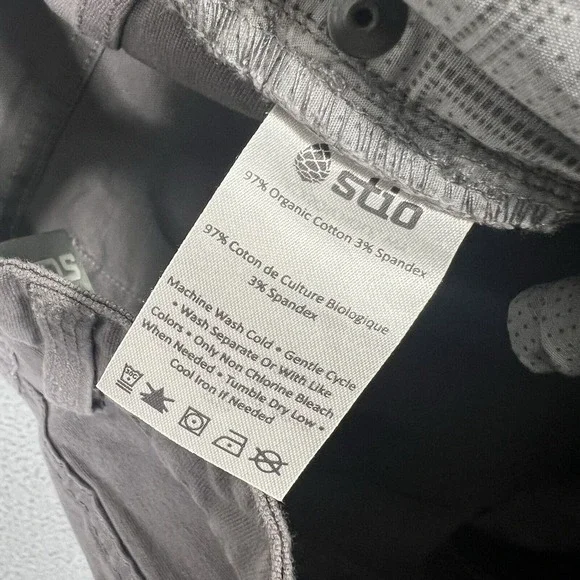 stio
97% Organic Cotton 3% Spandex
97% Coton de Culture Biologique
3% Spandex
Machine Wash Cold • Gentle Cycle
• Wash Separate Or With Like
Colors • Only Non Chlorine Bleach
When Needed • Tumble Dry Low •
Cool Iron if Needed